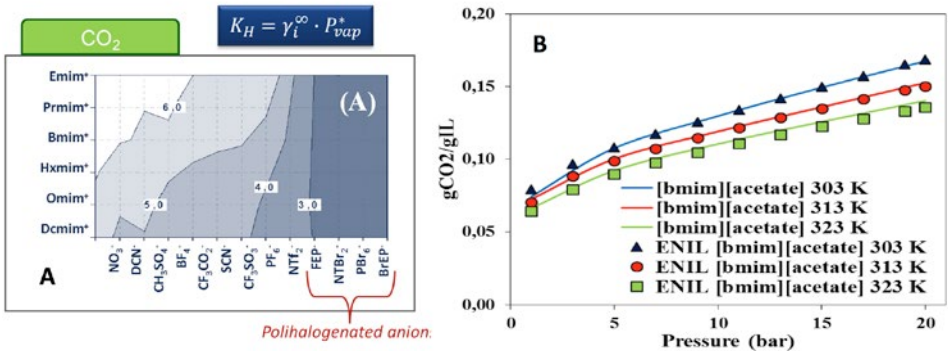 CO₂
K_H = γ_i^∞ · P*_vap
(A)
6.0
5.0
4.0
3.0
Emim⁺
Prmim⁺
Bmim⁺
Hxmim⁺
Omim⁺
Dcmim⁺
A
NO₃⁻
DCN⁻
CH₃SO₄⁻
BF₄⁻
CF₃CO₂⁻
SCN⁻
CF₃SO₃⁻
PF₆⁻
NTf₂⁻
FEP⁻
NTBr₂⁻
PBr₆⁻
BrEP⁻
Polihalogenated anion
B
gCO2/gIL
0,20
0,15
0,10
0,05
0,00
0
5
10
15
20
Pressure (bar)
[bmim][acetate] 303 K
[bmim][acetate] 313 K
[bmim][acetate] 323 K
ENIL [bmim][acetate] 303 K
ENIL [bmim][acetate] 313 K
ENIL [bmim][acetate] 323 K